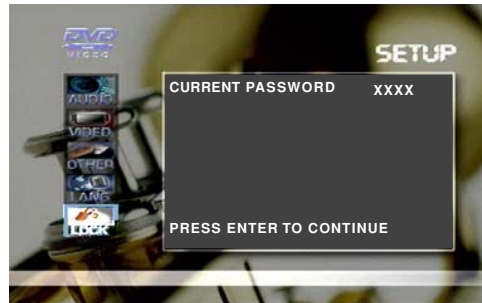 DVD
VIDEO
SETUP
AUDIO
VIDEO
OTHER
LANG
LOCK
CURRENT PASSWORD XXXX
PRESS ENTER TO CONTINUE